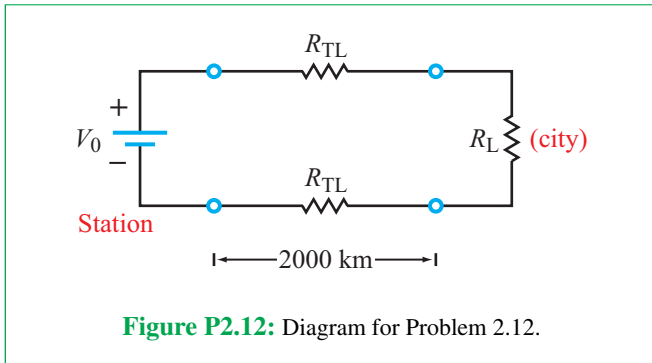 R_TL
+
V_0
−
R_L (city)
R_TL
Station
2000 km
Figure P2.12: Diagram for Problem 2.12.